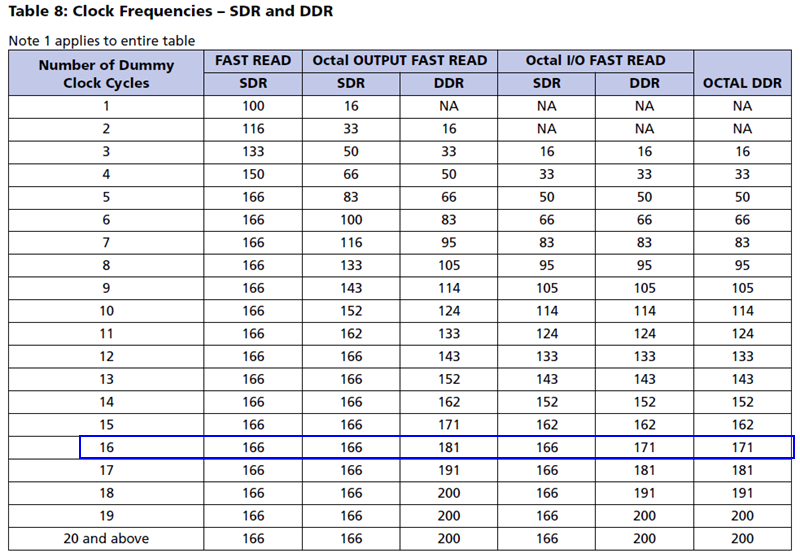 Table 8: Clock Frequencies – SDR and DDR
Note 1 applies to entire table
Number of Dummy Clock Cycles FAST READ Octal OUTPUT FAST READ Octal I/O FAST READ OCTAL DDR
SDR SDR DDR SDR DDR
1 100 16 NA NA NA NA
2 116 33 16 NA NA NA
3 133 50 33 16 16 16
4 150 66 50 33 33 33
5 166 83 66 50 50 50
6 166 100 83 66 66 66
7 166 116 95 83 83 83
8 166 133 105 95 95 95
9 166 143 114 105 105 105
10 166 152 124 114 114 114
11 166 162 133 124 124 124
12 166 166 143 133 133 133
13 166 166 152 143 143 143
14 166 166 162 152 152 152
15 166 166 171 162 162 162
16 166 166 181 166 171 171
17 166 166 191 166 181 181
18 166 166 200 166 191 191
19 166 166 200 166 200 200
20 and above 166 166 200 166 200 200